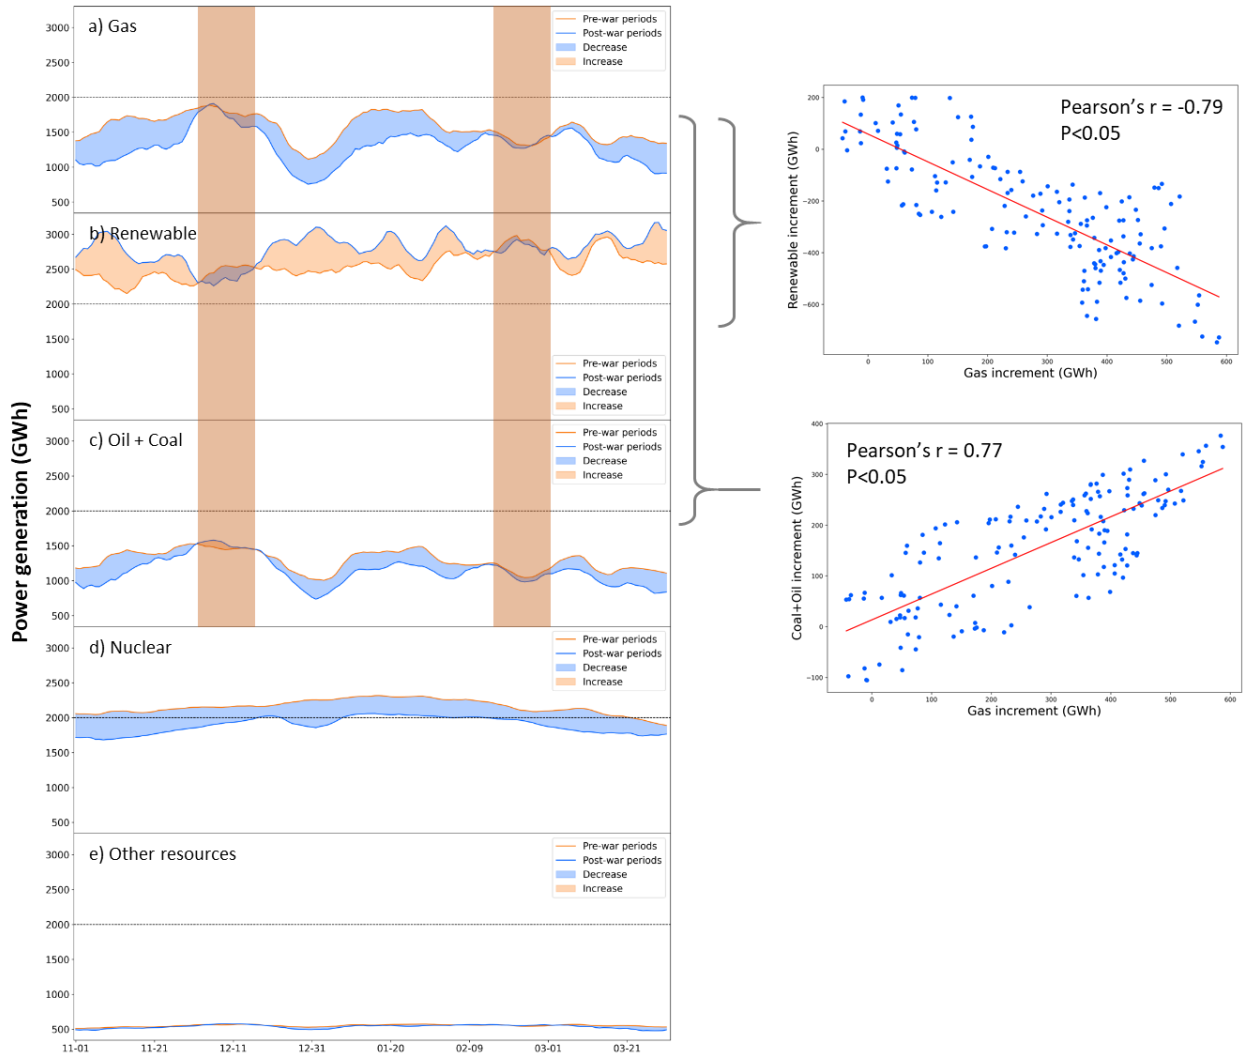 Power generation (GWh)
a) Gas
3000
2500
2000
1500
1000
500
Pre-war periods
Post-war periods
Decrease
Increase
b) Renewable
3000
2500
2000
1500
1000
500
Pre-war periods
Post-war periods
Decrease
Increase
c) Oil + Coal
3000
2500
2000
1500
1000
500
Pre-war periods
Post-war periods
Decrease
Increase
d) Nuclear
3000
2500
2000
1500
1000
500
Pre-war periods
Post-war periods
Decrease
Increase
e) Other resources
3000
2500
2000
1500
1000
500
Pre-war periods
Post-war periods
Decrease
Increase
11-01 11-21 12-11 12-31 01-20 02-09 03-01 03-21
Pearson's r = -0.79
P<0.05
Renewable increment (GWh)
200
0
−200
−400
−600
0 100 200 300 400 500 600
Gas increment (GWh)
Pearson's r = 0.77
P<0.05
Coal+Oil increment (GWh)
400
300
200
100
0
−100
0 100 200 300 400 500 600
Gas increment (GWh)